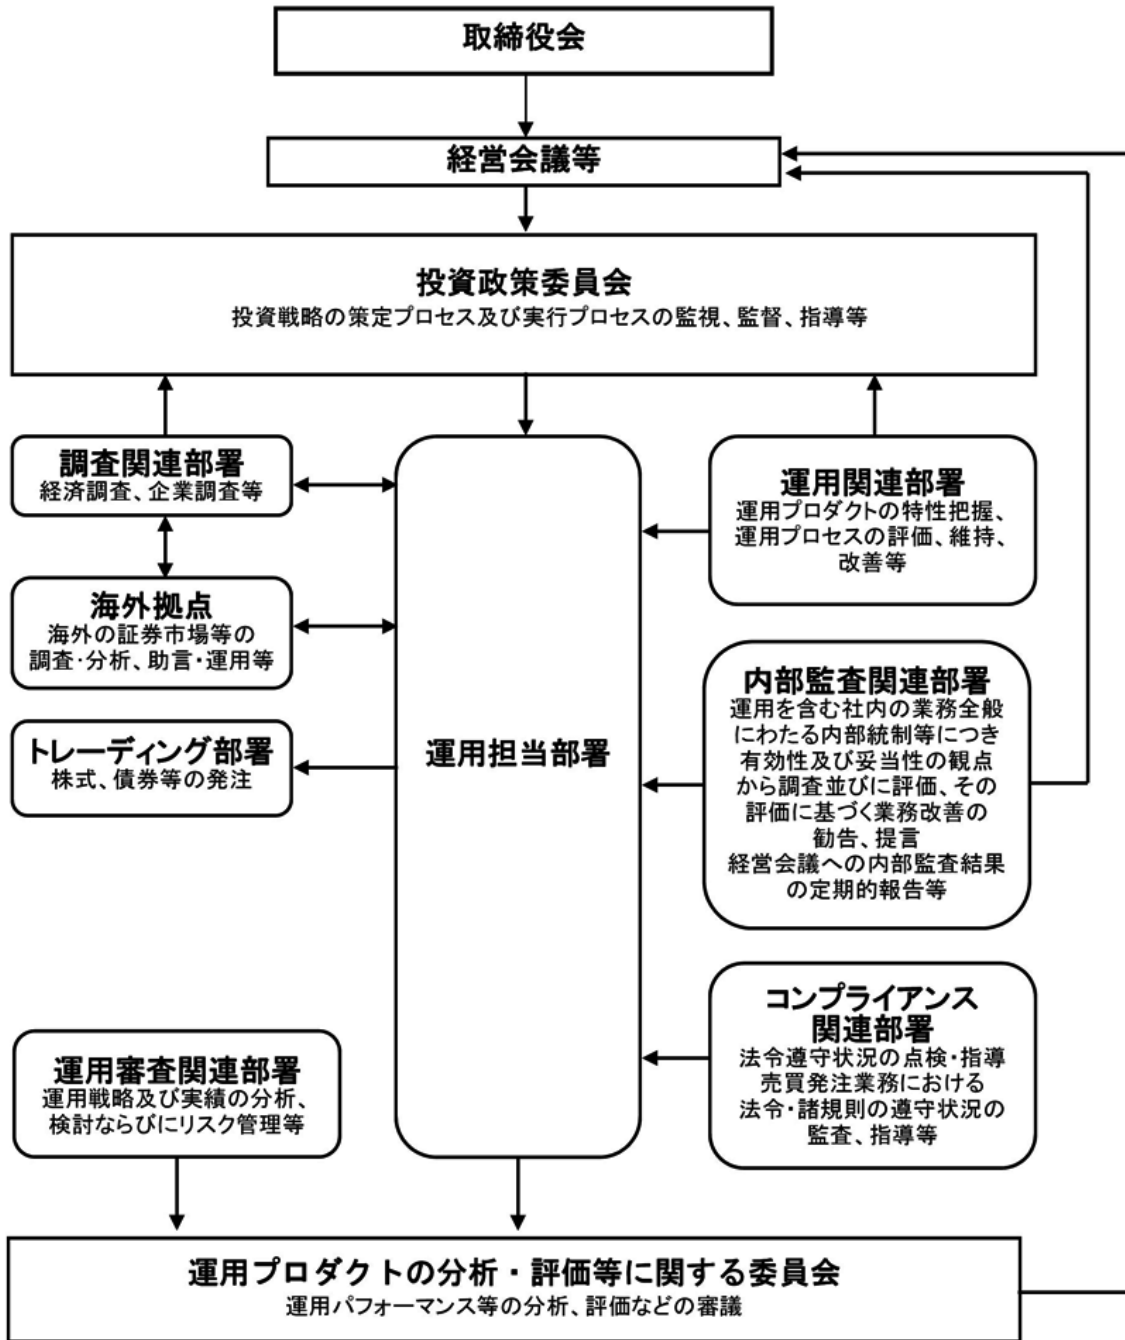 取締役会
経営会議等
投資政策委員会
投資戦略の策定プロセス及び実行プロセスの監視、監督、指導等
調査関連部署
経済調査、企業調査等
海外拠点
海外の証券市場等の
調査・分析、助言・運用等
トレーディング部署
株式、債券等の発注
運用担当部署
運用関連部署
運用プロダクトの特性把握、
運用プロセスの評価、維持、
改善等
内部監査関連部署
運用を含む社内の業務全般
にわたる内部統制等につき
有効性及び妥当性の観点
から調査並びに評価、その
評価に基づく業務改善の
勧告、提言
経営会議への内部監査結果
の定期的報告等
コンプライアンス
関連部署
法令遵守状況の点検・指導
売買発注業務における
法令・諸規則の遵守状況の
監査、指導等
運用審査関連部署
運用戦略及び実績の分析、
検討ならびにリスク管理等
運用プロダクトの分析・評価等に関する委員会
運用パフォーマンス等の分析、評価などの審議